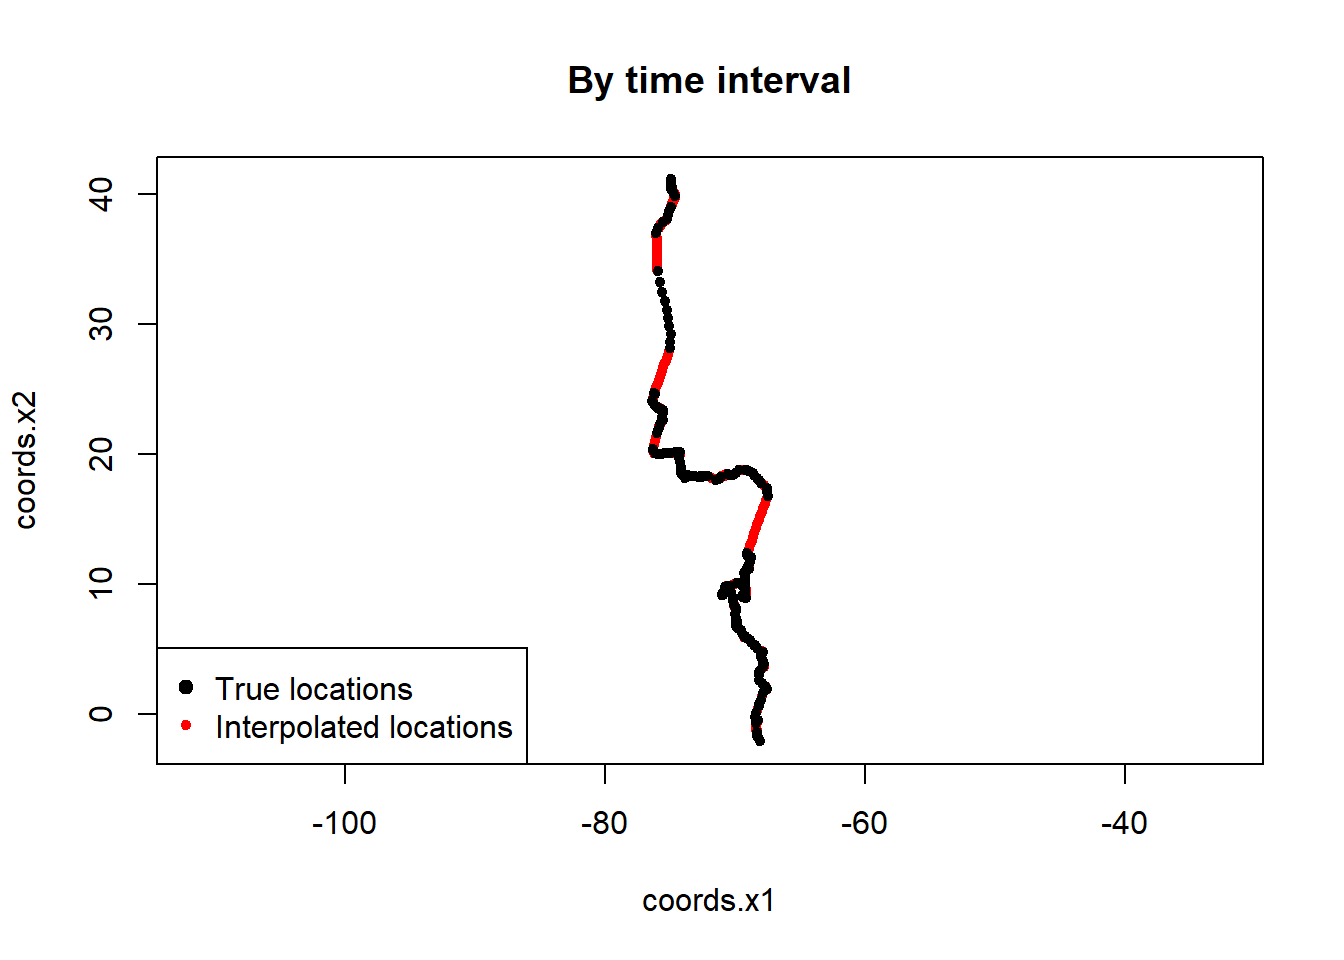 By time interval
coords.x2
40
30
20
10
0
True locations
Interpolated locations
-100 -80 -60 -40
coords.x1